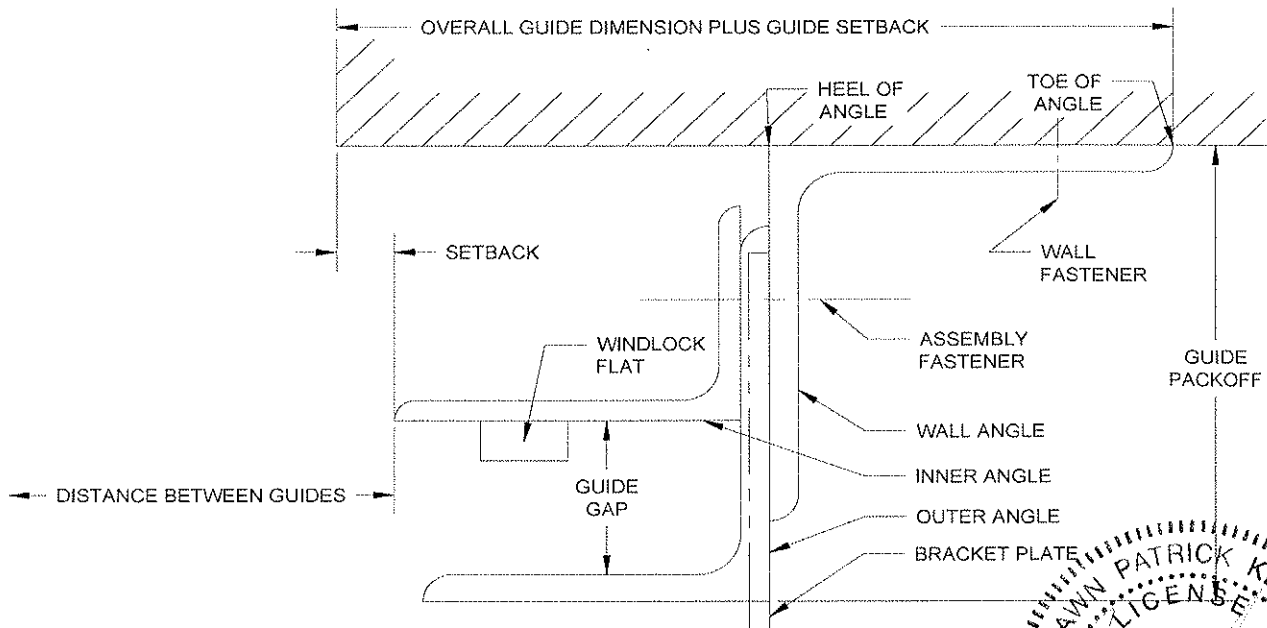 OVERALL GUIDE DIMENSION PLUS GUIDE SETBACK
HEEL OF
ANGLE
TOE OF
ANGLE
SETBACK
WALL
FASTENER
WINDLOCK
FLAT
ASSEMBLY
FASTENER
GUIDE
PACKOFF
WALL ANGLE
INNER ANGLE
DISTANCE BETWEEN GUIDES
GUIDE
GAP
OUTER ANGLE
BRACKET PLATE
PATRICK
LICENSE